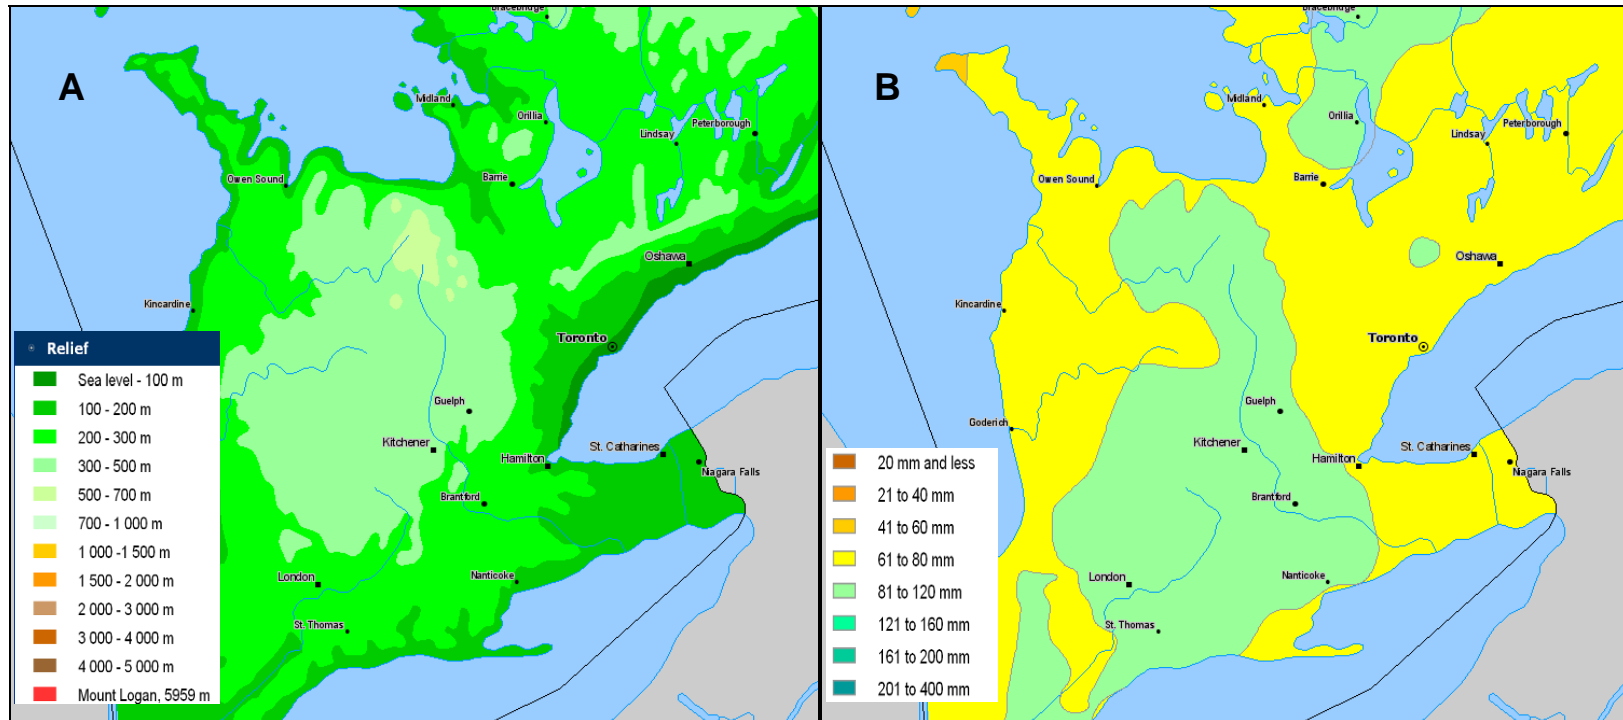 A
Bracebridge
Midland
Orillia
Lindsay
Peterborough
Owen Sound
Barrie
Oshawa
Kincardine
Toronto
Relief
Sea level - 100 m
100 - 200 m
200 - 300 m
300 - 500 m
500 - 700 m
700 - 1 000 m
1 000 -1 500 m
1 500 - 2 000 m
2 000 - 3 000 m
3 000 - 4 000 m
4 000 - 5 000 m
Mount Logan, 5959 m
Guelph
Kitchener
St. Catharines
Hamilton
Niagara Falls
Brantford
London
Nanticoke
St. Thomas
B
Bracebridge
Midland
Orillia
Lindsay
Peterborough
Owen Sound
Barrie
Oshawa
Kincardine
Toronto
Guelph
Goderich
Kitchener
St. Catharines
Hamilton
Niagara Falls
Brantford
London
Nanticoke
St. Thomas
20 mm and less
21 to 40 mm
41 to 60 mm
61 to 80 mm
81 to 120 mm
121 to 160 mm
161 to 200 mm
201 to 400 mm